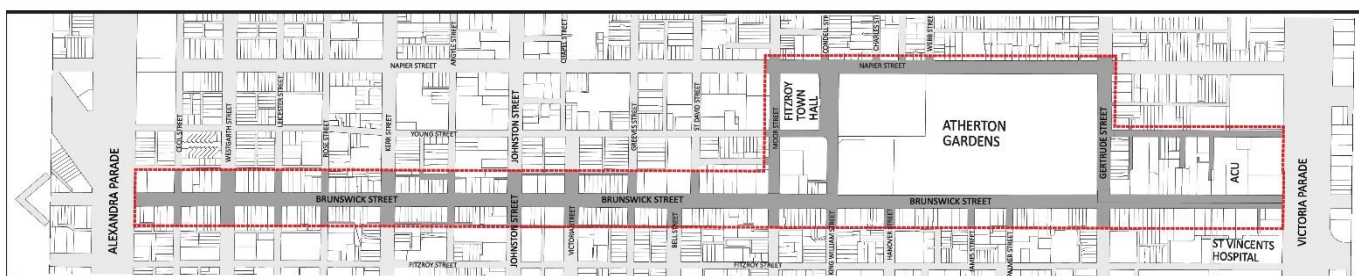 CONDELL STREET
CHARLES STREET
WEBB STREET
ARGYLE STREET
CHAPEL STREET
NAPIER STREET
NAPIER STREET
LEICESTER STREET
ST DAVID STREET
FITZROY
TOWN
HALL
MOOR STREET
CECIL STREET
WESTGARTH STREET
ROSE STREET
KERR STREET
YOUNG STREET
JOHNSTON STREET
GREEVES STREET
ATHERTON
GARDENS
GERTRUDE STREET
ALEXANDRA PARADE
ACU
VICTORIA PARADE
BRUNSWICK STREET
BRUNSWICK STREET
BRUNSWICK STREET
JOHNSTON STREET
VICTORIA STREET
BELL STREET
KING WILLIAM STREET
HANOVER STREET
JAMES STREET
PALMER STREET
ST VINCENTS
HOSPITAL
FITZROY STREET
FITZROY STREET